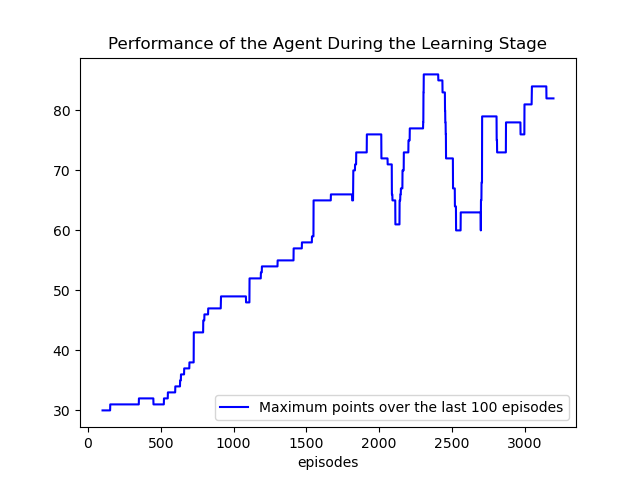 Performance of the Agent During the Learning Stage
80
70
60
50
40
30
Maximum points over the last 100 episodes
0 500 1000 1500 2000 2500 3000
episodes